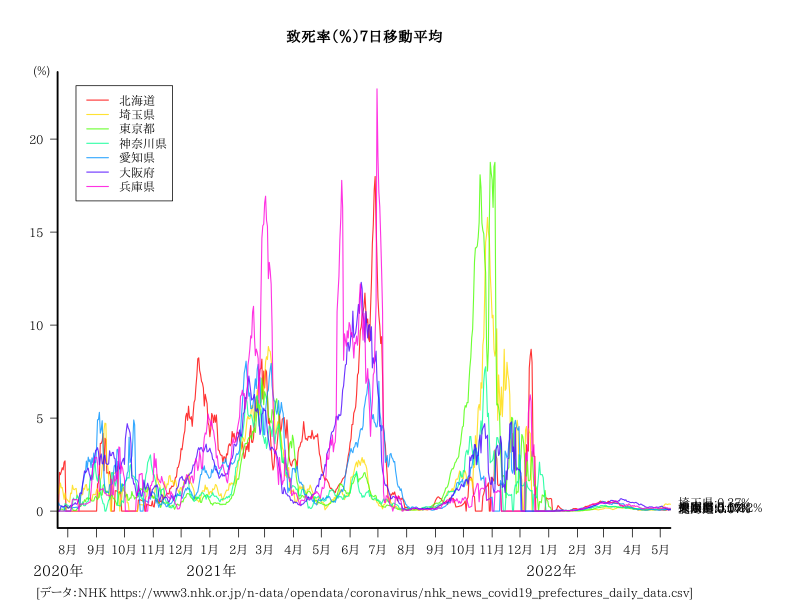 致死率(%)7日移動平均
(%)
北海道
埼玉県
東京都
神奈川県
愛知県
大阪府
兵庫県
20
15
10
5
0
埼玉県:0.37%
8月 9月 10月 11月 12月 1月 2月 3月 4月 5月 6月 7月 8月 9月 10月 11月 12月 1月 2月 3月 4月 5月
2020年 2021年 2022年
[データ:NHK https://www3.nhk.or.jp/n-data/opendata/coronavirus/nhk_news_covid19_prefectures_daily_data.csv]